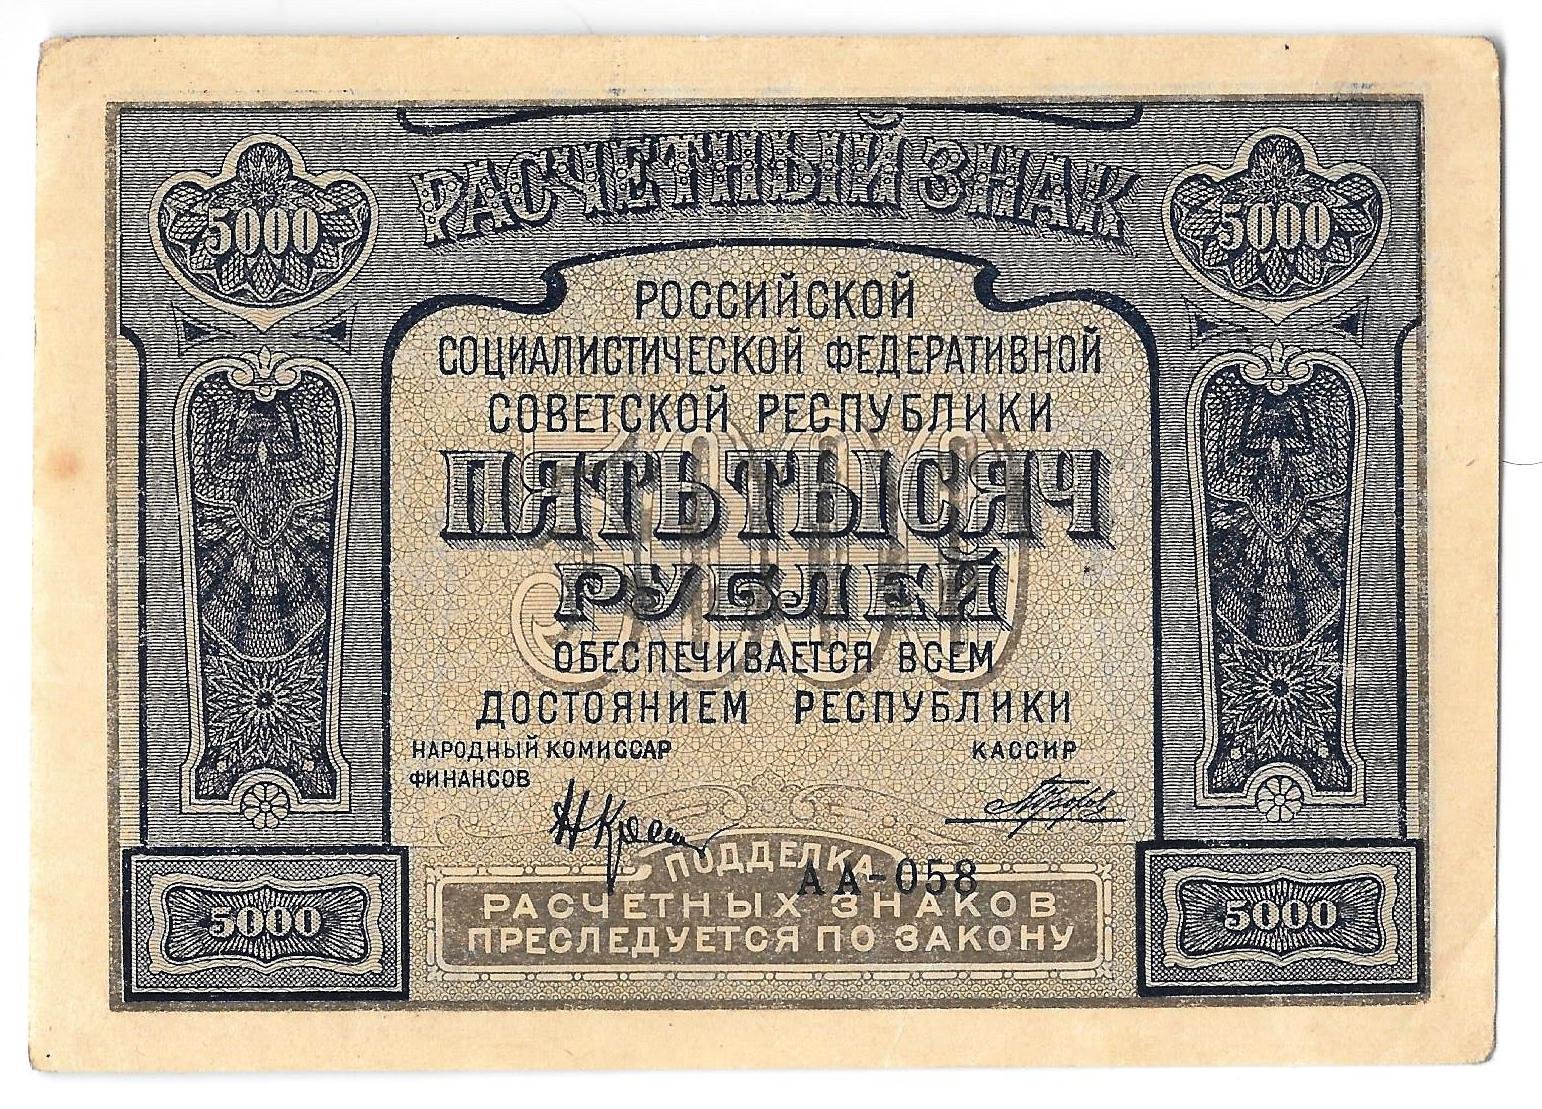 РАСЧЕТНЫЙ ЗНАК
5000
5000
РОССИЙСКОЙ
СОЦИАЛИСТИЧЕСКОЙ ФЕДЕРАТИВНОЙ
СОВЕТСКОЙ РЕСПУБЛИКИ
5000
ПЯТЬ ТЫСЯЧ
РУБЛЕЙ
ОБЕСПЕЧИВАЕТСЯ ВСЕМ
ДОСТОЯНИЕМ РЕСПУБЛИКИ
НАРОДНЫЙ КОМИССАР
ФИНАНСОВ
КАССИР
ПОДДЕЛКА
АА-058
РАСЧЕТНЫХ ЗНАКОВ
ПРЕСЛЕДУЕТСЯ ПО ЗАКОНУ
5000
5000